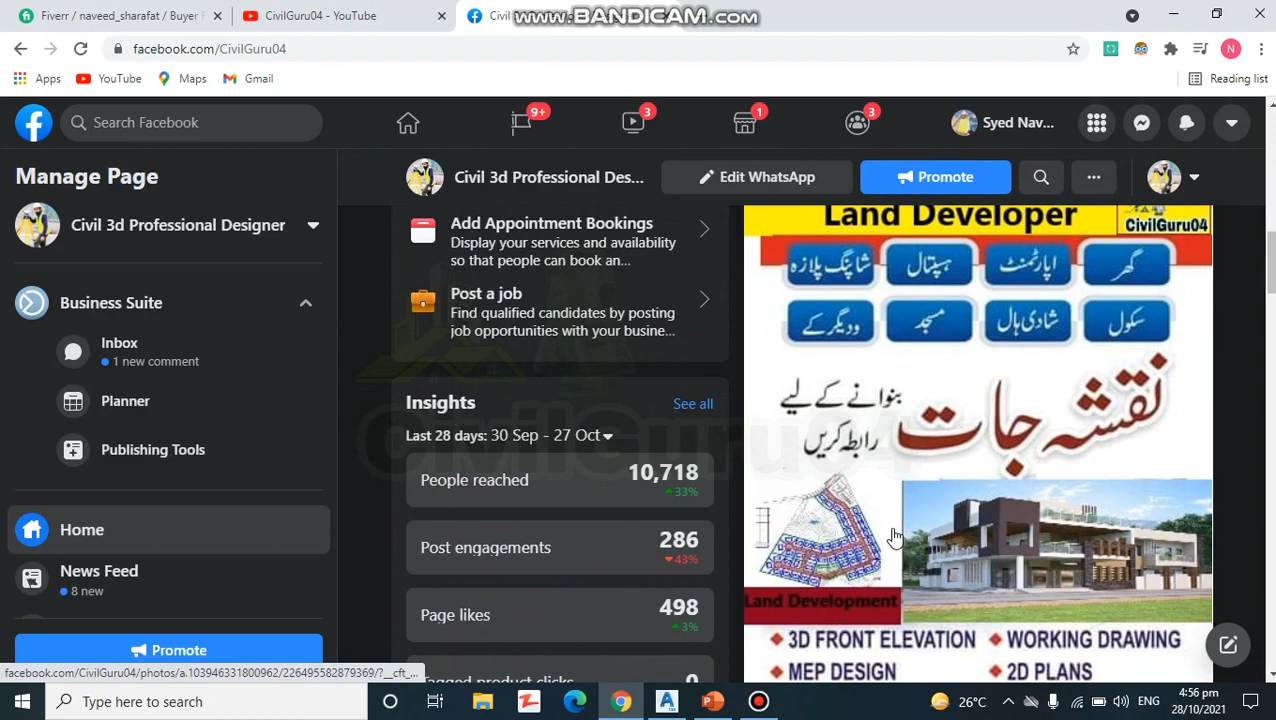 Fiverr / naveed_sharafat / Buyer
CivilGuru04 - YouTube
www.BANDICAM.com
facebook.com/CivilGuru04
Apps YouTube Maps Gmail Reading list
Search Facebook 9+ 3 1 3 Syed Nav...
Manage Page
Civil 3d Professional Des... Edit WhatsApp Promote
Civil 3d Professional Designer
Business Suite
Inbox
1 new comment
Planner
Publishing Tools
Home
News Feed
8 new
Promote
Add Appointment Bookings
Display your services and availability
so that people can book an...
Post a job
Find qualified candidates by posting
job opportunities with your busine...
Insights See all
Last 28 days: 30 Sep - 27 Oct
People reached 10,718
33%
Post engagements 286
43%
Page likes 498
3%
Tagged product clicks 0
Land Developer CivilGuru04
گھر اپارٹمنٹ ہسپتال شاپنگ پلازہ
سکول شادی ہال مسجد ودیگر کے
نقشہ جات
بنوانے کے لیے
رابطہ کریں
Land Development
3D FRONT ELEVATION WORKING DRAWING
MEP DESIGN 2D PLANS
CivilGuru04
facebook.com/CivilGuru04/photos/a.103946331800962/226495582879369/?__cft_...
Type here to search 26°C ENG 4:56 pm
28/10/2021